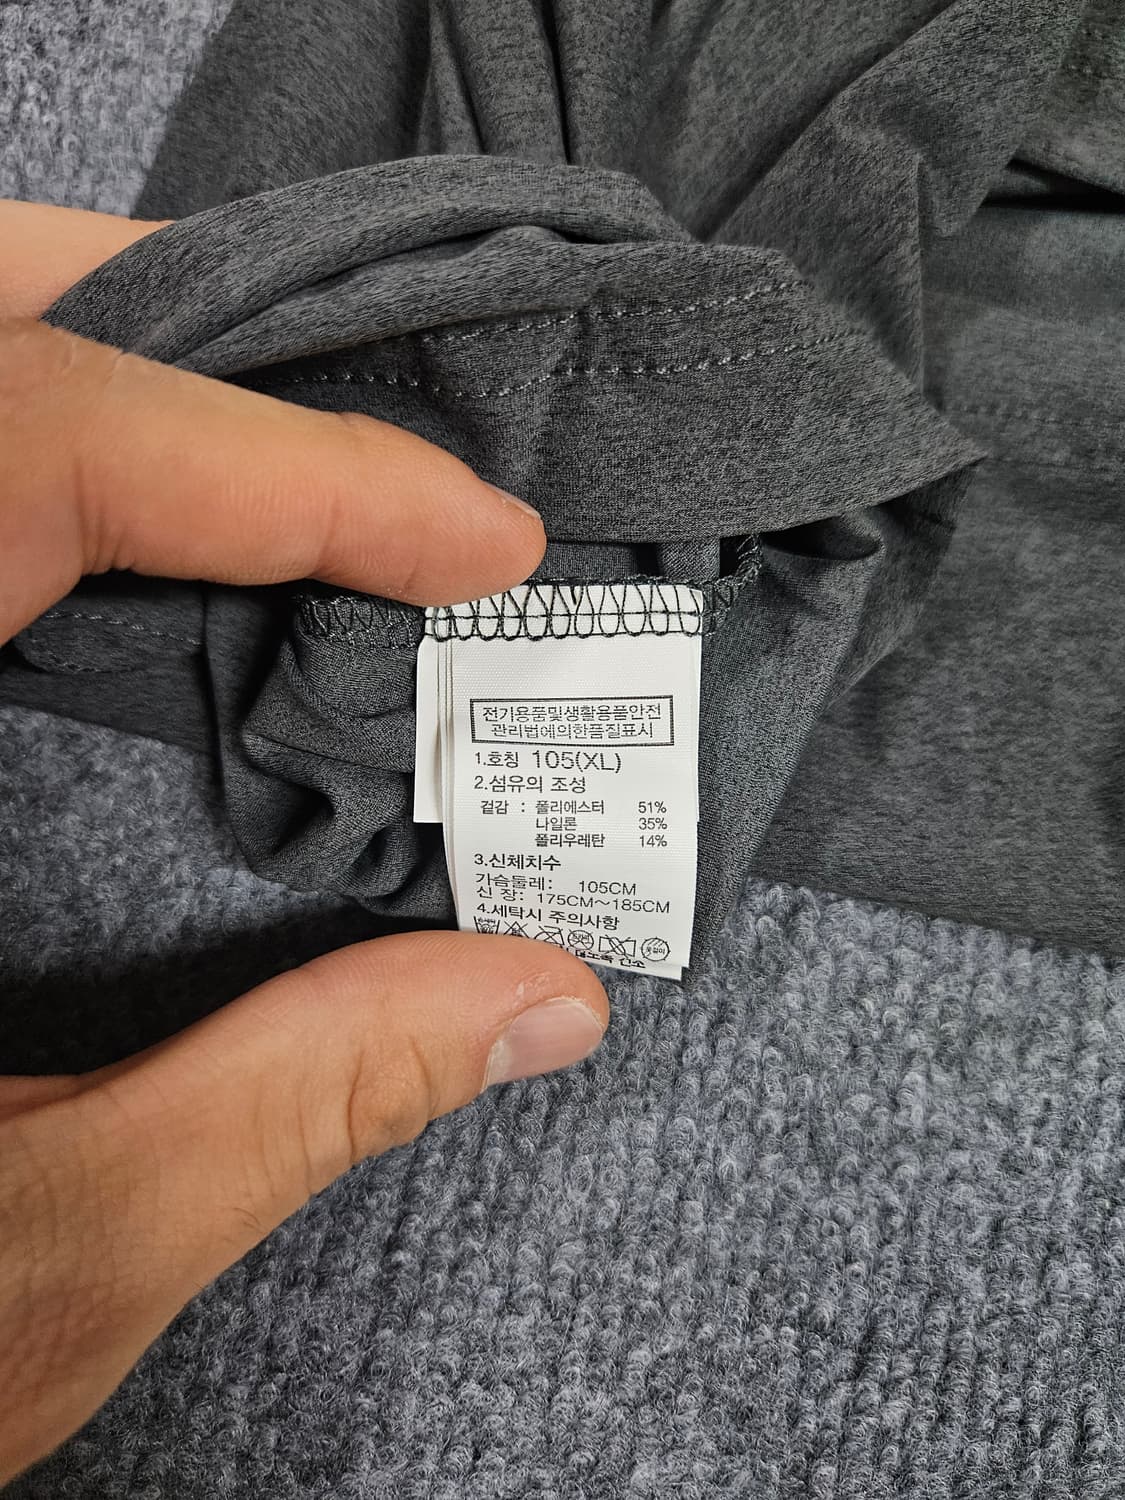 전기용품및생활용품안전
관리법에의한품질표시
1.호칭 105(XL)
2.섬유의 조성
겉감 : 폴리에스터 51%
나일론 35%
폴리우레탄 14%
3.신체치수
가슴둘레: 105CM
신 장: 175CM~185CM
4.세탁시 주의사항